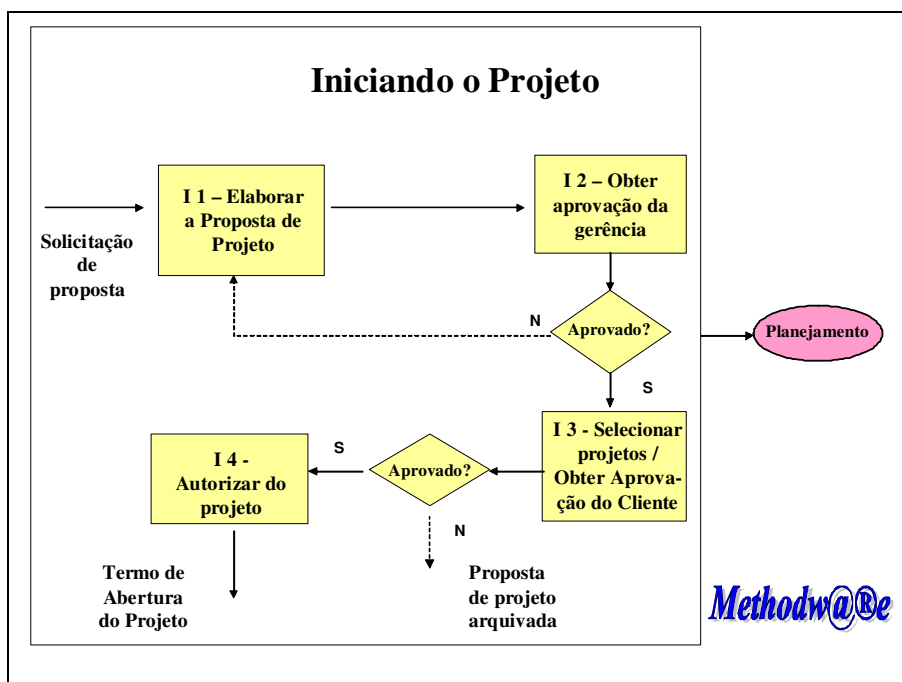 Iniciando o Projeto
I 1 – Elaborar
a Proposta de
Projeto
I 2 – Obter
aprovação da
gerência
Solicitação
de
proposta
N
Aprovado?
Planejamento
S
I 3 - Selecionar
projetos /
Obter Aprova-
ção do Cliente
S
Aprovado?
I 4 -
Autorizar do
projeto
N
Termo de
Abertura
do Projeto
Proposta
de projeto
arquivada
Methodw@®e